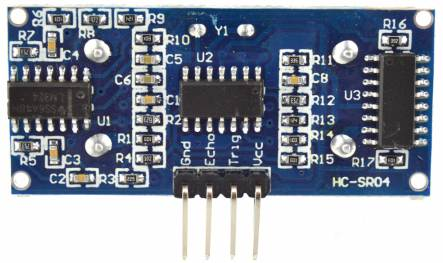 R6
R8
R9
R7
C4
R10
C5
C6
C1
R2
R1
R4
U1
R5
C3
C2
R3
Y1
U2
Gnd
Echo
Trig
Vcc
R11
C8
R12
R13
R14
R15
R16
U3
R17
HC-SR04